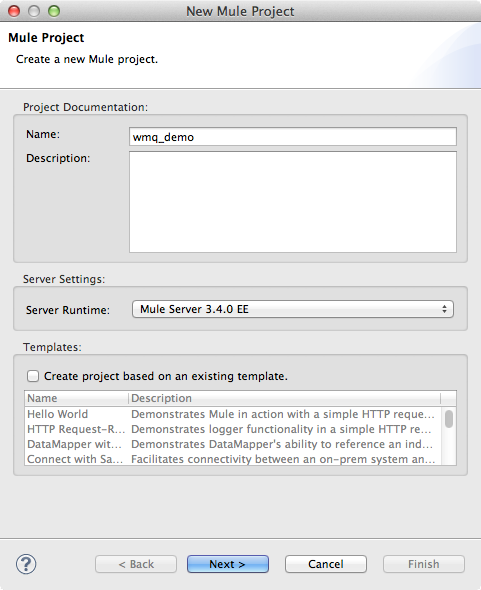 New Mule Project
Mule Project
Create a new Mule project.
Project Documentation:
Name: wmq_demo
Description:
Server Settings:
Server Runtime: Mule Server 3.4.0 EE
Templates:
Create project based on an existing template.
Name Description
Hello World Demonstrates Mule in action with a simple HTTP reque...
HTTP Request-R... Demonstrates logger functionality in a simple HTTP re...
DataMapper wit... Demonstrates DataMapper's ability to reference an ind...
Connect with Sa... Facilitates connectivity between an on-prem system an...
? < Back Next > Cancel Finish